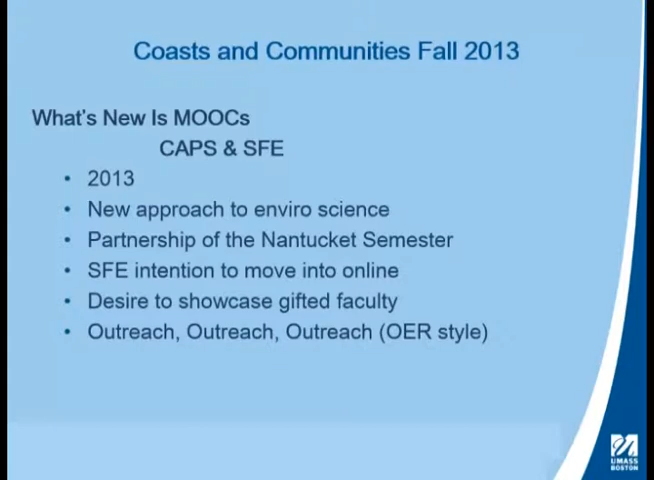 Coasts and Communities Fall 2013
What's New Is MOOCs
CAPS & SFE
• 2013
• New approach to enviro science
• Partnership of the Nantucket Semester
• SFE intention to move into online
• Desire to showcase gifted faculty
• Outreach, Outreach, Outreach (OER style)
UMASS
BOSTON